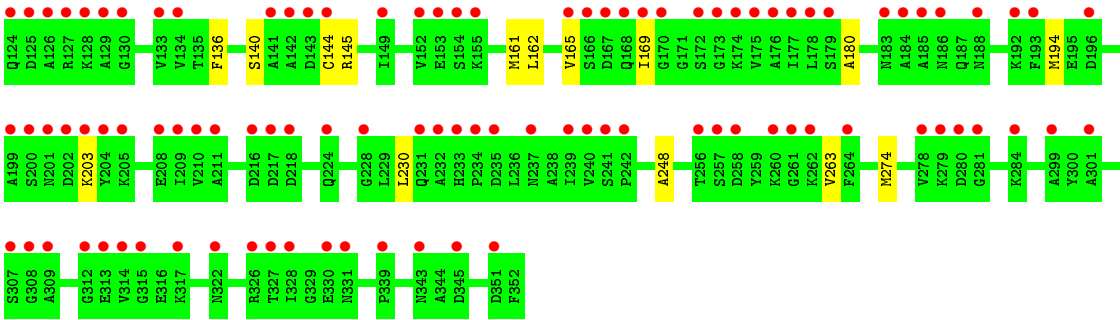 Q124 D125 A126 R127 K128 A129 G130 V133 V134 T135 F136 S140 A141 A142 D143 C144 R145 I149 V152 E153 S154 K155 M161 L162 V165 S166 D167 Q168 I169 G170 G171 S172 G173 K174 V175 A176 I177 L178 S179 A180 N183 A184 A185 N186 Q187 N188 K192 F193 M194 E195 D196
A199 S200 N201 D202 K203 Y204 K205 E208 I209 V210 A211 D216 D217 D218 Q224 G228 L229 L230 Q231 A232 H233 P234 D235 L236 N237 A238 I239 V240 S241 P242 A248 T256 S257 D258 Y259 K260 G261 K262 V263 F264 M274 V278 K279 D280 G281 K284 A299 Y300 A301
S307 G308 A309 G312 E313 V314 G315 E316 K317 N322 R326 T327 I328 G329 E330 N331 P339 N343 A344 D345 D351 F352